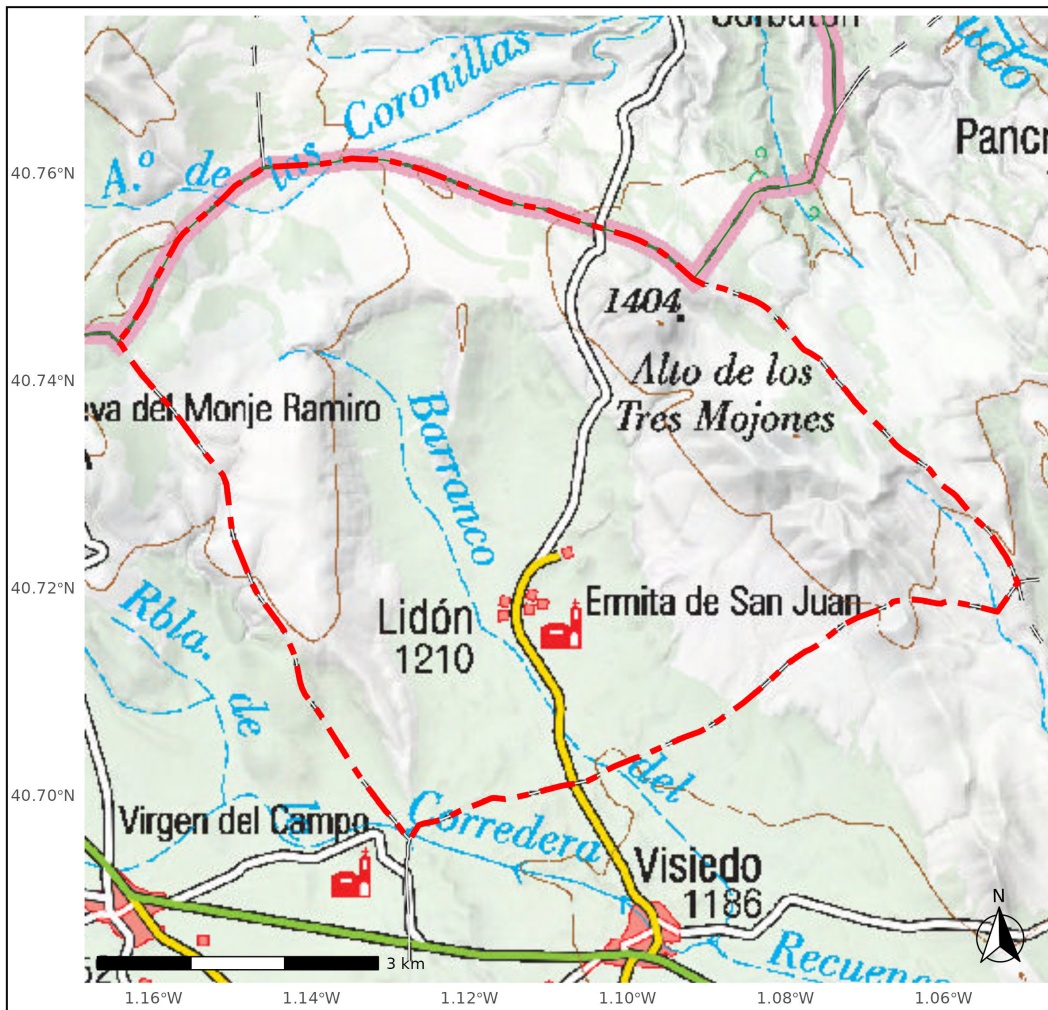 Coronillas
A.º de las
Pancr
40.76°N
1404
Alto de los
Tres Mojones
40.74°N
eva del Monje Ramiro
Barranco
40.72°N
Rbla.
de
la
Lidón
1210
Ermita de San Juan
del
40.70°N
Virgen del Campo
Corredera
Visiedo
1186
N
Recuenc
3 km
1.16°W
1.14°W
1.12°W
1.10°W
1.08°W
1.06°W